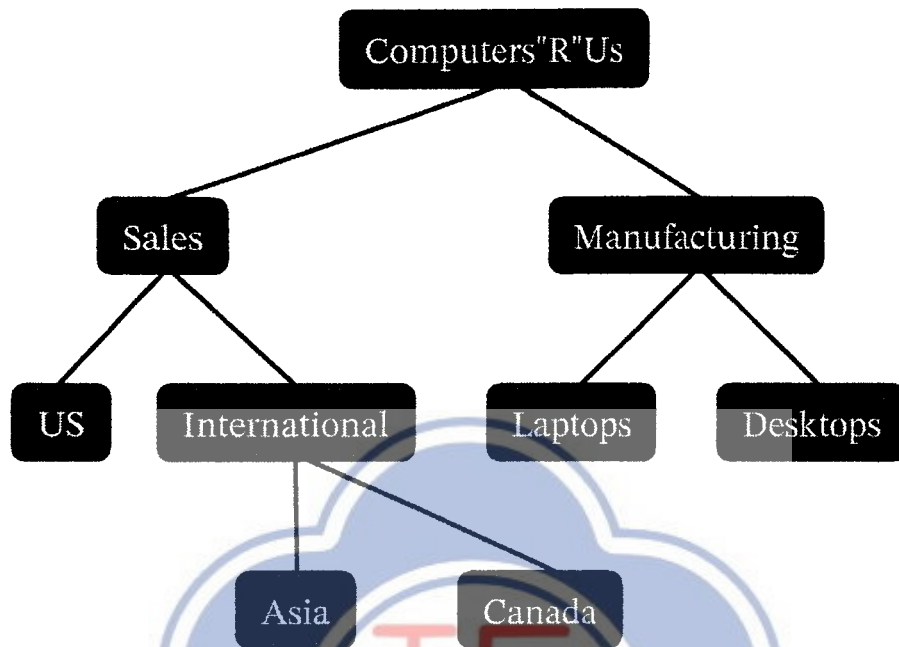 Computers"R"Us
Sales Manufacturing
US International Laptops Desktops
Asia Canada